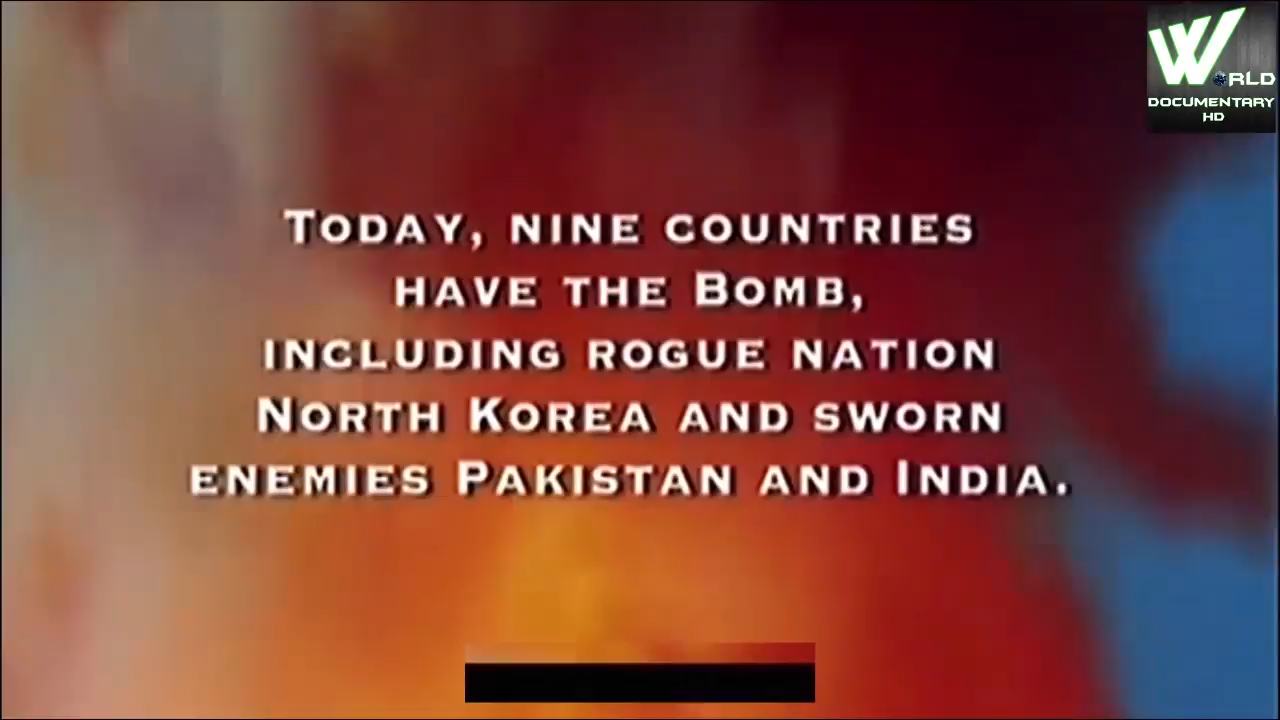 WORLD
DOCUMENTARY
HD
TODAY, NINE COUNTRIES
HAVE THE BOMB,
INCLUDING ROGUE NATION
NORTH KOREA AND SWORN
ENEMIES PAKISTAN AND INDIA.